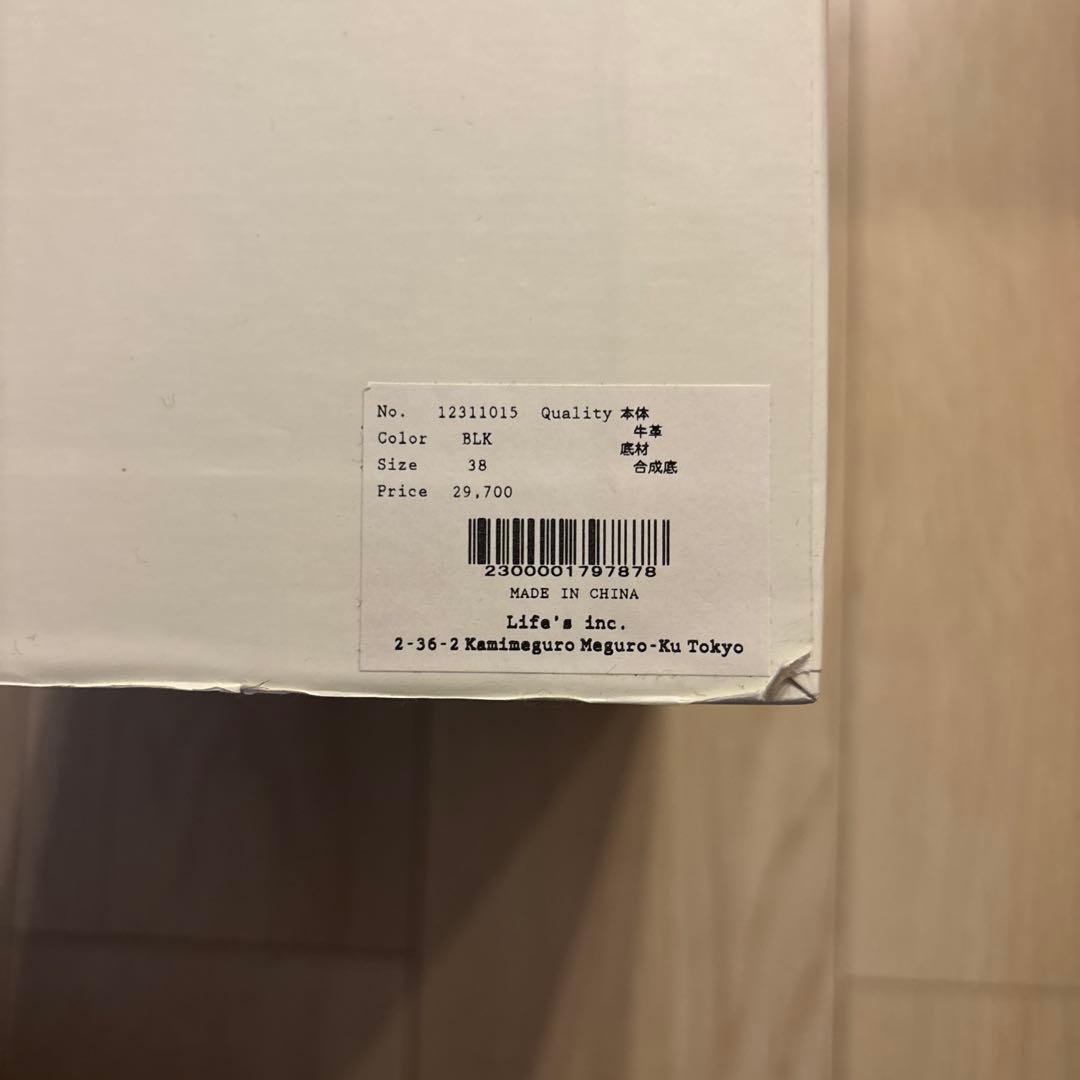 No. 12311015 Quality 本体
牛革
Color BLK
底材
Size 38 合成底
Price 29,700
2300001797878
MADE IN CHINA
Life's inc.
2-36-2 Kamimeguro Meguro-Ku Tokyo